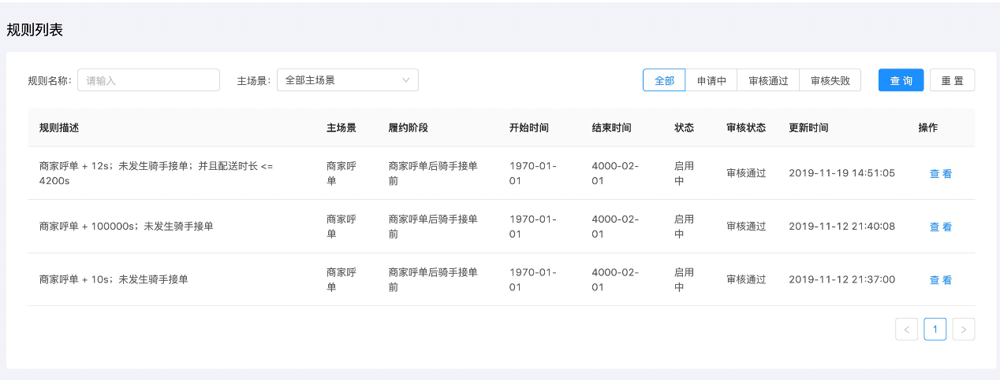 规则列表
规则名称： 请输入 主场景： 全部主场景 全部 申请中 审核通过 审核失败 查 询 重 置
规则描述 主场景 履约阶段 开始时间 结束时间 状态 审核状态 更新时间 操作
商家呼单 + 12s；未发生骑手接单；并且配送时长 <= 商家呼 商家呼单后骑手接单 1970-01- 4000-02- 启用 审核通过 2019-11-19 14:51:05 查 看
4200s 单 前 01 01 中
商家呼单 + 100000s；未发生骑手接单 商家呼 商家呼单后骑手接单 1970-01- 4000-02- 启用 审核通过 2019-11-12 21:40:08 查 看
单 前 01 01 中
商家呼单 + 10s；未发生骑手接单 商家呼 商家呼单后骑手接单 1970-01- 4000-02- 启用 审核通过 2019-11-12 21:37:00 查 看
单 前 01 01 中
< 1 >